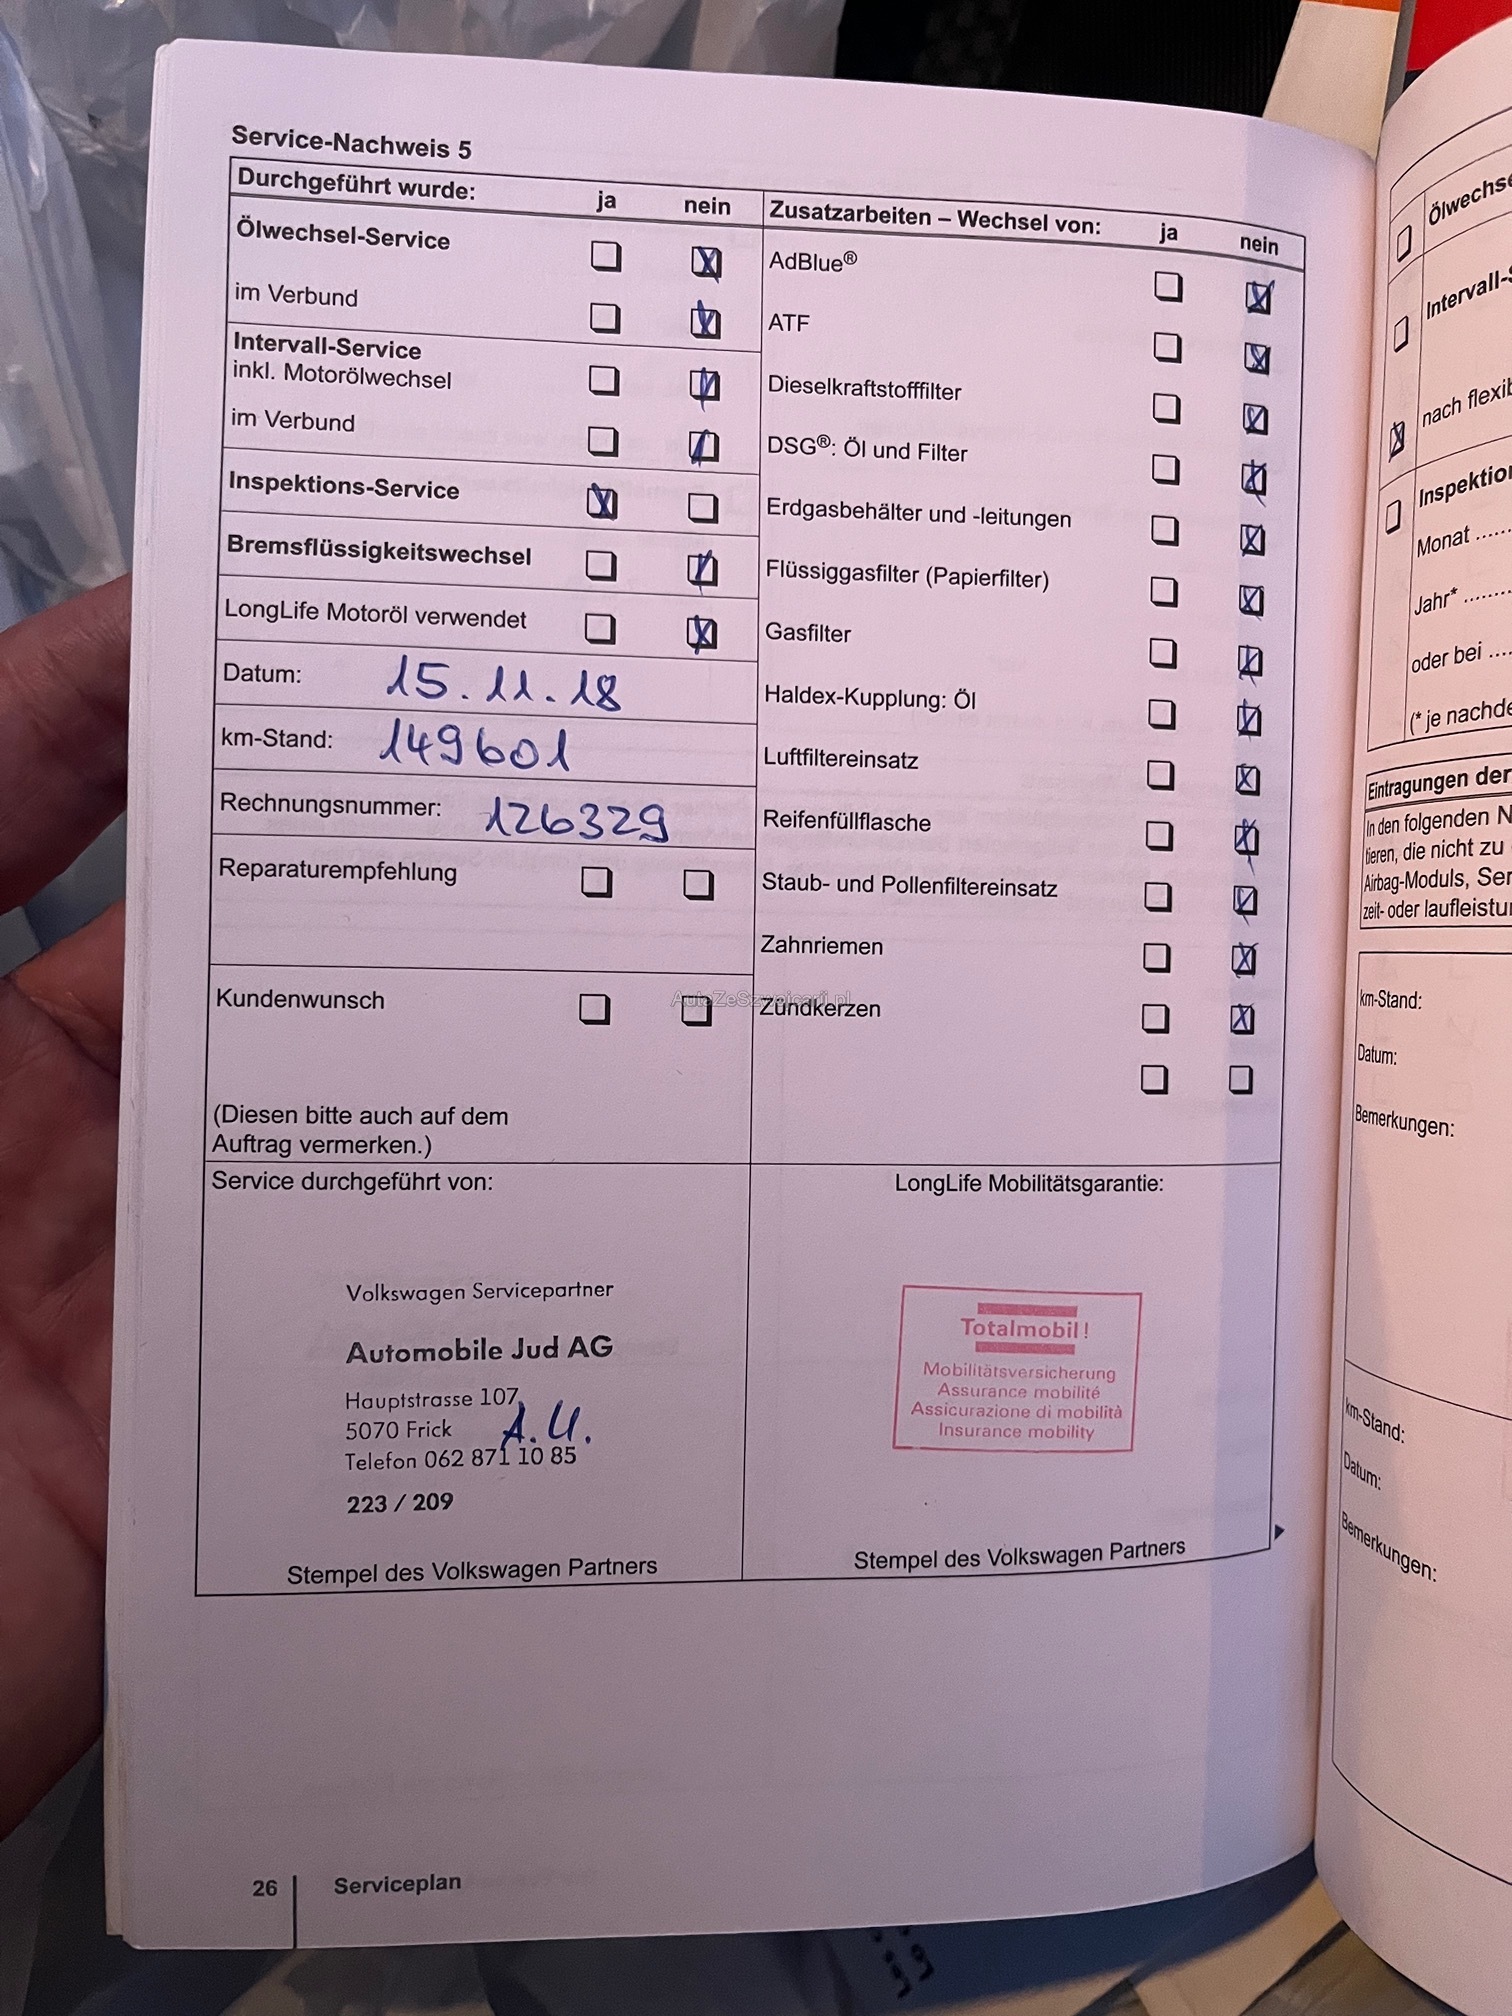 Service-Nachweis 5
Durchgeführt wurde: ja nein
Ölwechsel-Service
im Verbund
Intervall-Service
inkl. Motorölwechsel
im Verbund
Inspektions-Service
Bremsflüssigkeitswechsel
LongLife Motoröl verwendet
Datum: 15.11.18
km-Stand: 149601
Rechnungsnummer: 126329
Reparaturempfehlung
Kundenwunsch
(Diesen bitte auch auf dem
Auftrag vermerken.)
Zusatzarbeiten – Wechsel von: ja nein
AdBlue®
ATF
Dieselkraftstofffilter
DSG®: Öl und Filter
Erdgasbehälter und -leitungen
Flüssiggasfilter (Papierfilter)
Gasfilter
Haldex-Kupplung: Öl
Luftfiltereinsatz
Reifenfüllflasche
Staub- und Pollenfiltereinsatz
Zahnriemen
Zündkerzen
AutoZeSzwajcarii.pl
Service durchgeführt von:
Volkswagen Servicepartner
Automobile Jud AG
Hauptstrasse 107
5070 Frick
A.U.
Telefon 062 871 10 85
223 / 209
Stempel des Volkswagen Partners
LongLife Mobilitätsgarantie:
Totalmobil!
Mobilitätsversicherung
Assurance mobilité
Assicurazione di mobilità
Insurance mobility
Stempel des Volkswagen Partners
26 Serviceplan
Ölwechs
Intervall-S
nach flexib
Inspektio
Monat ......
Jahr* ........
oder bei ....
(* je nachde
Eintragungen der
In den folgenden N
tieren, die nicht zu
Airbag-Moduls, Ser
zeit- oder laufleistu
km-Stand:
Datum:
Bemerkungen:
km-Stand:
Datum:
Bemerkungen: